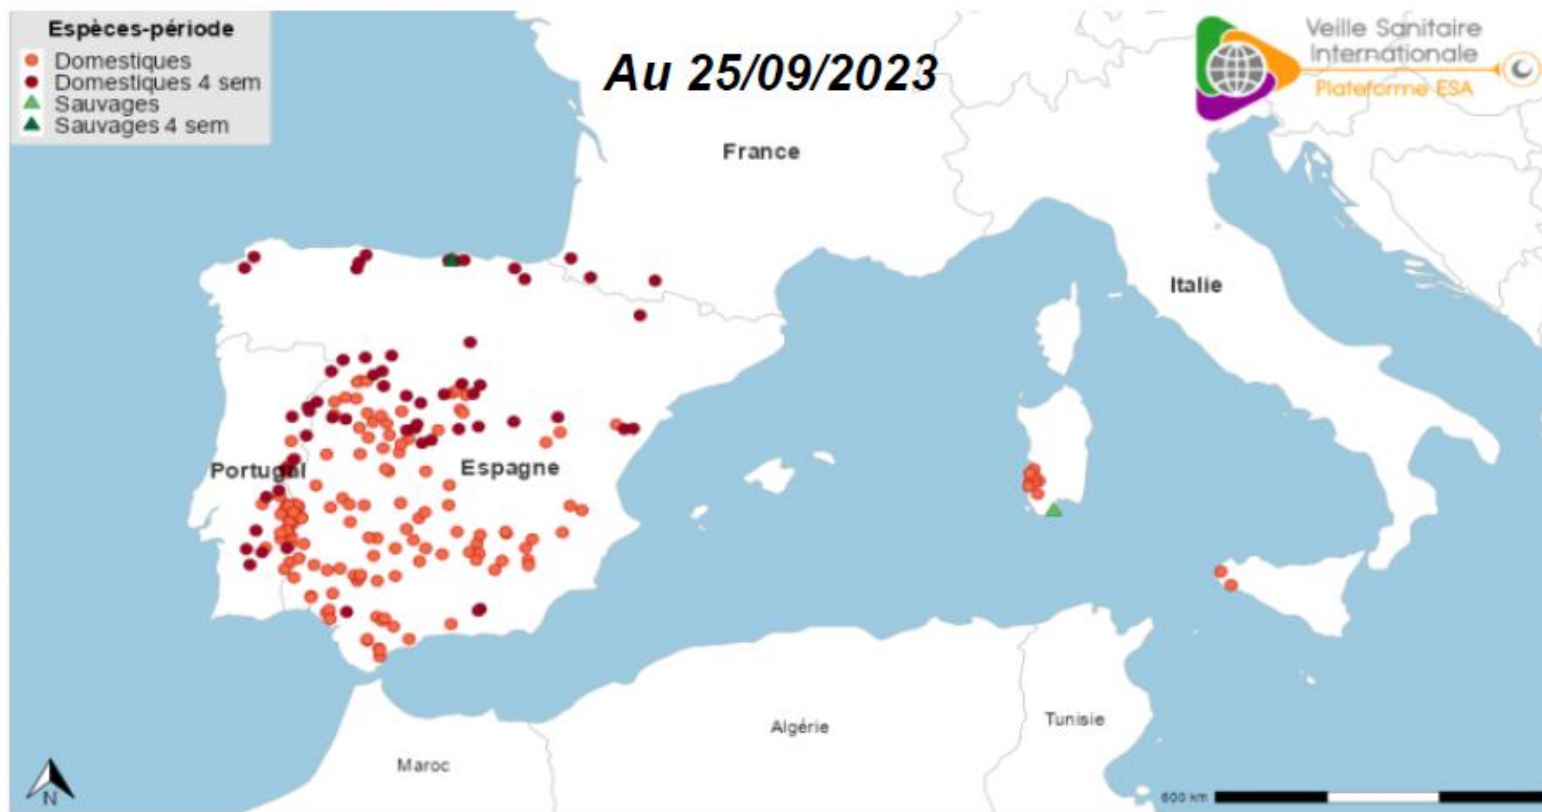 Espèces-période
Domestiques
Domestiques 4 sem
Sauvages
Sauvages 4 sem
Au 25/09/2023
Veille Sanitaire
Internationale
Plateforme ESA
France
Italie
Portugal
Espagne
Algérie
Tunisie
Maroc
N
600 km